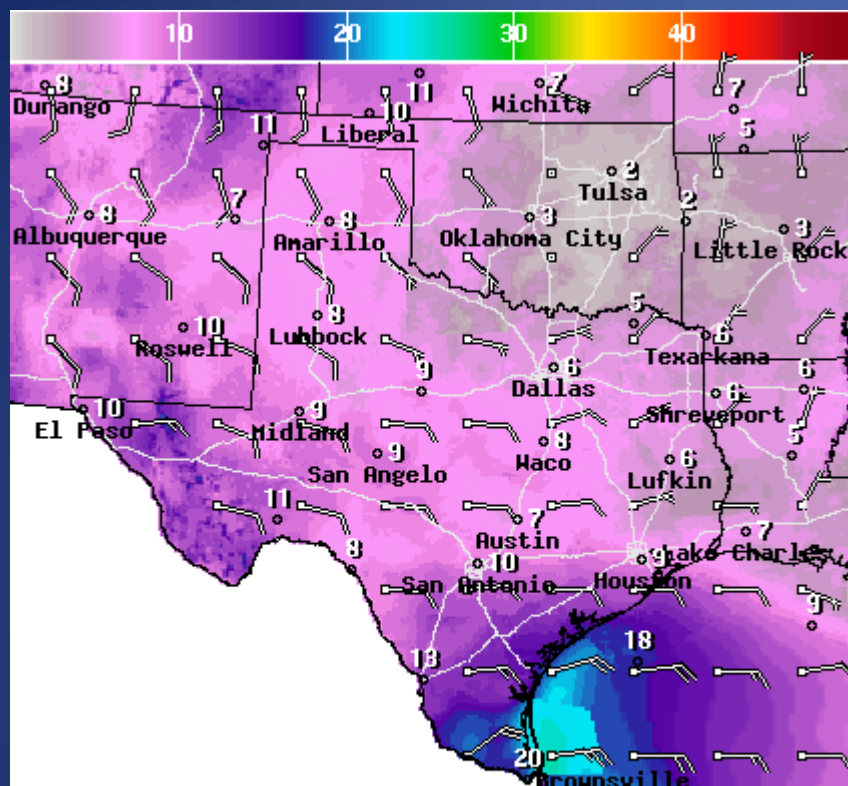 10 20 30 40
8
Durango
11
7
Wichita
7
10
Liberal
11
5
2
Tulsa
8
Albuquerque
7
8
Amarillo
3
Oklahoma City
2
3
Little Rock
10
Roswell
8
Lubbock
5
6
Texarkana
9
6
Dallas
6
6
Shreveport
10
El Paso
9
Midland
9
San Angelo
8
Waco
6
Lufkin
5
11
7
Austin
7
Lake Charles
8
10
San Antonio
9
Houston
9
13
18
20
Brownsville